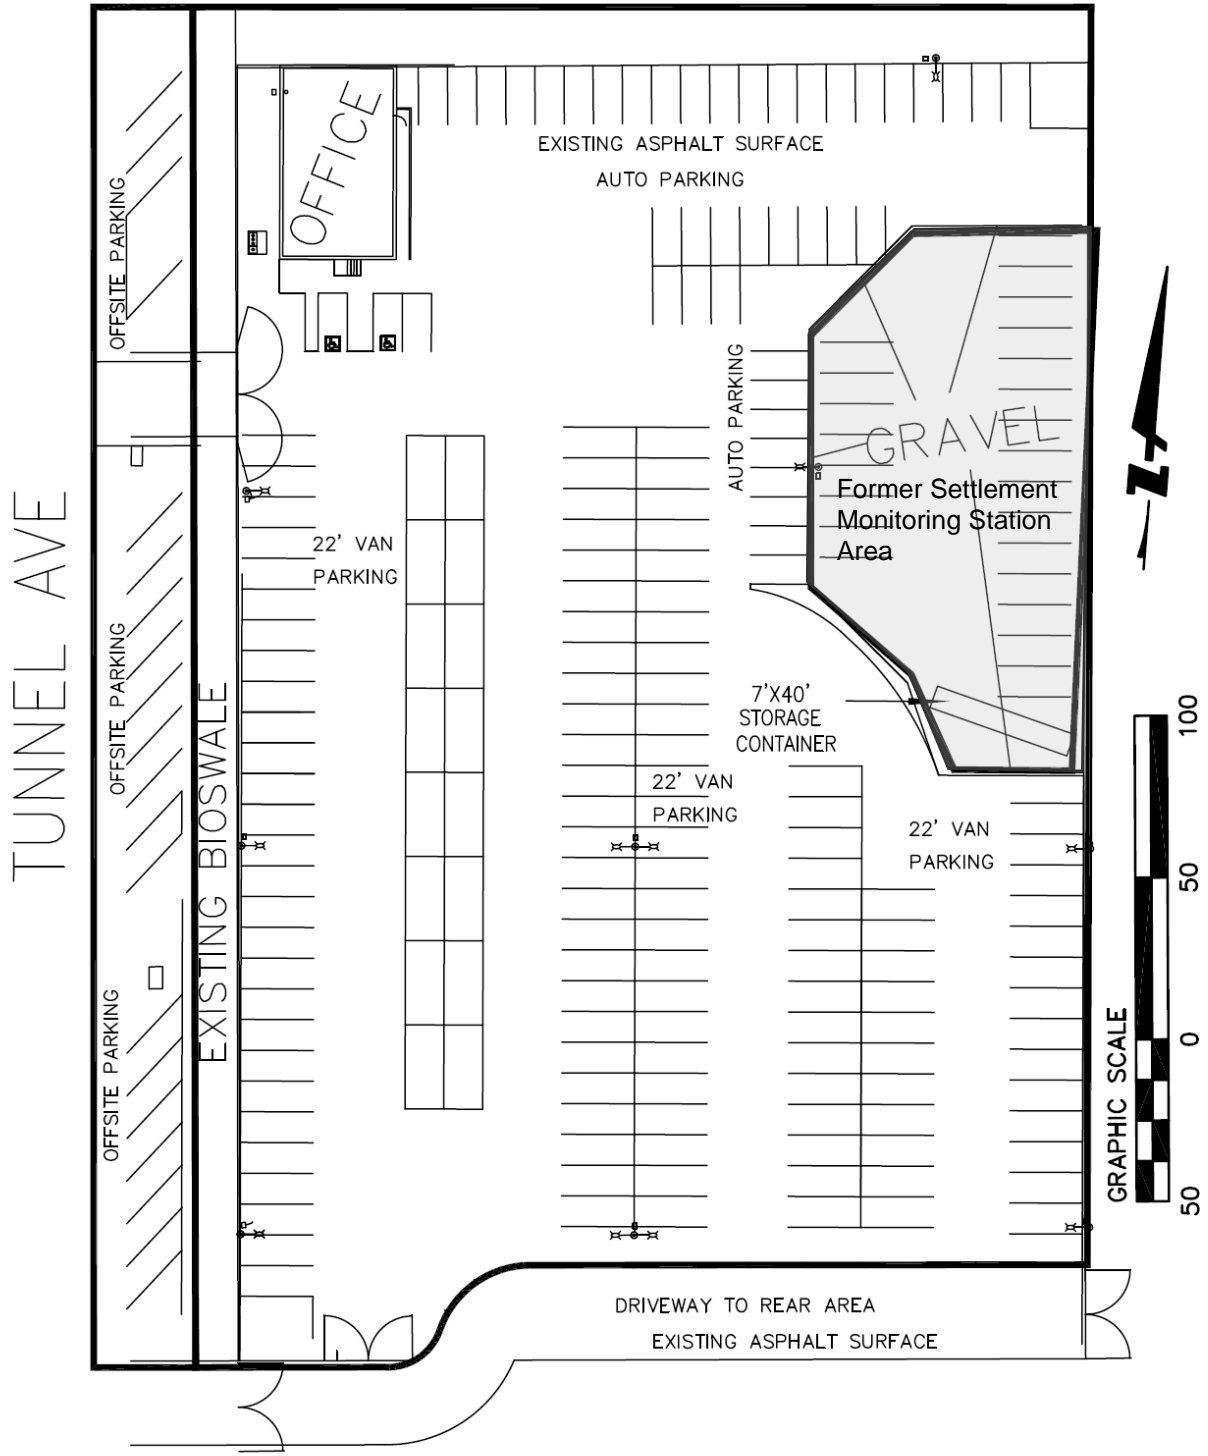 OFFICE
EXISTING ASPHALT SURFACE
AUTO PARKING
OFFSITE PARKING
AUTO PARKING
GRAVEL
Former Settlement
Monitoring Station
Area
TUNNEL AVE
22' VAN
PARKING
OFFSITE PARKING
EXISTING BIOSWALE
7'X40'
STORAGE
CONTAINER
22' VAN
PARKING
22' VAN
PARKING
OFFSITE PARKING
GRAPHIC SCALE
50
0
50
100
DRIVEWAY TO REAR AREA
EXISTING ASPHALT SURFACE